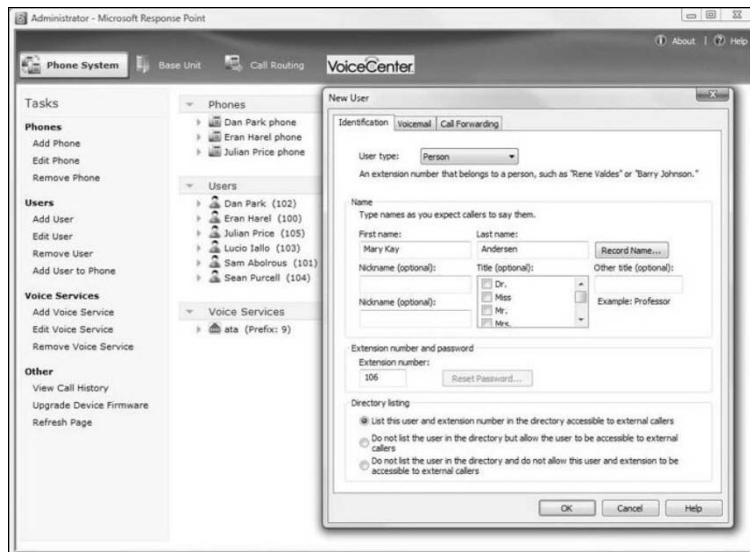 Administrator - Microsoft Response Point
About | Help
Phone System
Base Unit
Call Routing
VoiceCenter
Tasks
Phones
Add Phone
Edit Phone
Remove Phone
Users
Add User
Edit User
Remove User
Add User to Phone
Voice Services
Add Voice Service
Edit Voice Service
Remove Voice Service
Other
View Call History
Upgrade Device Firmware
Refresh Page
Phones
Dan Park phone
Eran Harel phone
Julian Price phone
Users
Dan Park (102)
Eran Harel (100)
Julian Price (105)
Lucio Iallo (103)
Sam Abolrous (101)
Sean Purcell (104)
Voice Services
ata (Prefix: 9)
New User
Identification
Voicemail
Call Forwarding
User type:
Person
An extension number that belongs to a person, such as "Rene Valdes" or "Barry Johnson."
Name
Type names as you expect callers to say them.
First name:
Last name:
Mary Kay
Andersen
Record Name...
Nickname (optional):
Title (optional):
Other title (optional):
Dr.
Miss
Mr.
Mrs.
Nickname (optional):
Example: Professor
Extension number and password
Extension number:
106
Reset Password...
Directory listing
List this user and extension number in the directory accessible to external callers
Do not list the user in the directory but allow the user to be accessible to external
callers
Do not list the user in the directory and do not allow this user and extension to be
accessible to external callers
OK
Cancel
Help